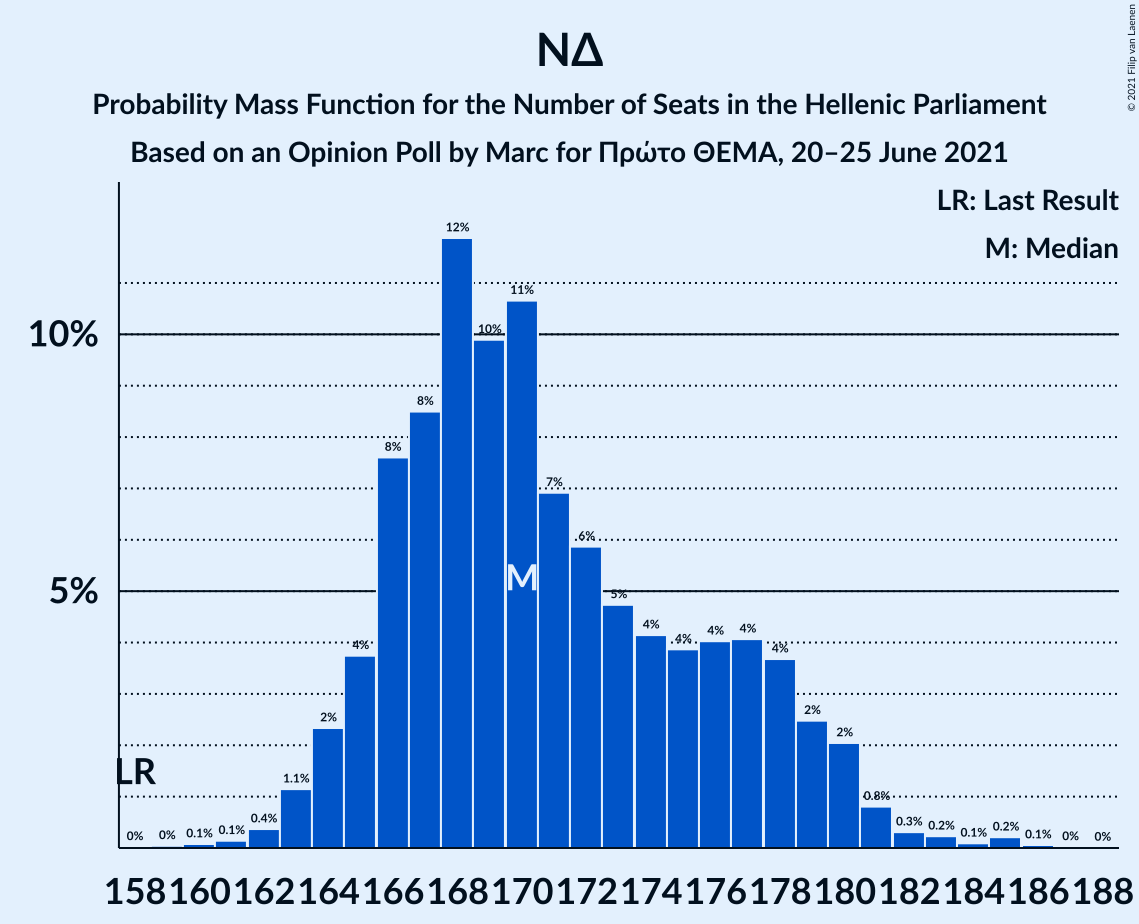 ΝΔ
Probability Mass Function for the Number of Seats in the Hellenic Parliament
Based on an Opinion Poll by Marc for Πρώτο ΘΕΜΑ, 20–25 June 2021
© 2021 Filip van Laenen
LR: Last Result
M: Median
10%
5%
0% 0% 0.1% 0.1% 0.4% 1.1% 2% 4% 8% 8% 12% 10% 11% 7% 6% 5% 4% 4% 4% 4% 4% 2% 2% 0.8% 0.3% 0.2% 0.1% 0.2% 0.1% 0% 0%
M
LR
158 160 162 164 166 168 170 172 174 176 178 180 182 184 186 188